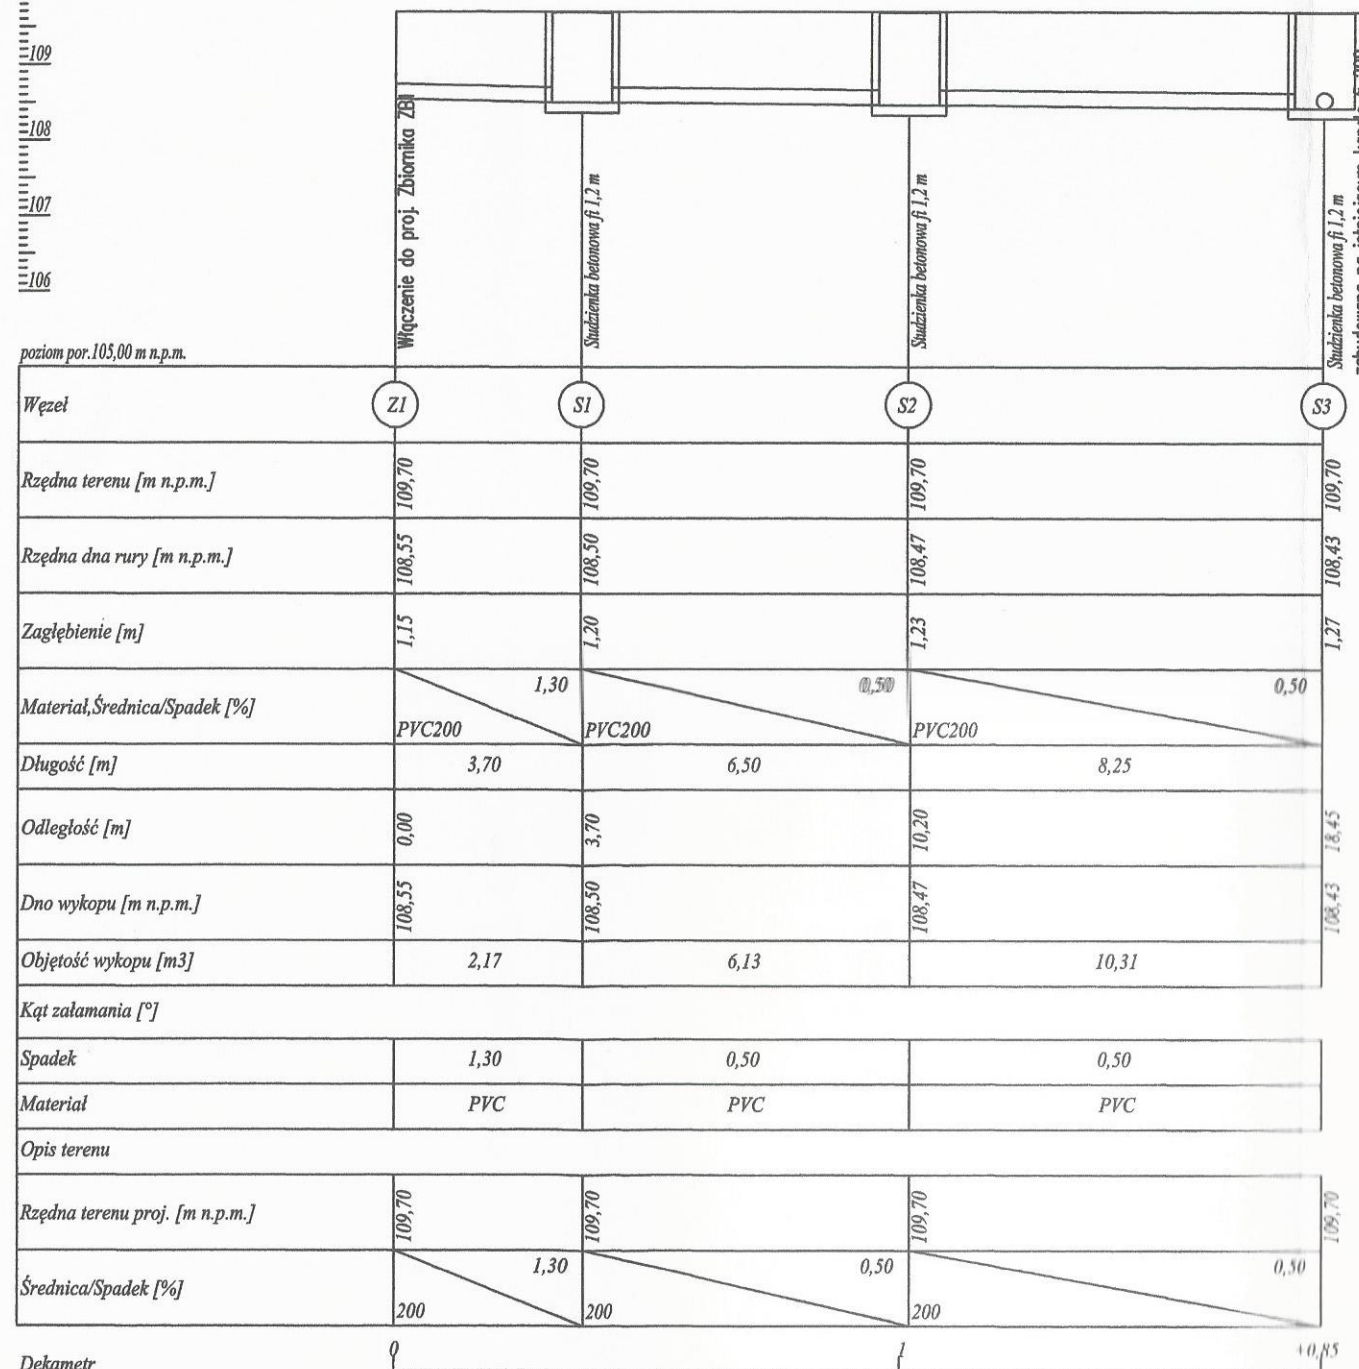 109
108
107
106
poziom por.105,00 m n.p.m.
Włączenie do proj. Zbiornika ZB1
Studzienka betonowa fi 1,2 m
Studzienka betonowa fi 1,2 m
Studzienka betonowa fi 1,2 m
Węzeł Z1 S1 S2 S3
Rzędna terenu [m n.p.m.] 109,70 109,70 109,70 109,70
Rzędna dna rury [m n.p.m.] 108,55 108,50 108,47 108,43
Zagłębienie [m] 1,15 1,20 1,23 1,27
Materiał,Średnica/Spadek [%] PVC200 1,30 PVC200 0,50 PVC200 0,50
Długość [m] 3,70 6,50 8,25
Odległość [m] 0,00 3,70 10,20 18,45
Dno wykopu [m n.p.m.] 108,55 108,50 108,47 108,43
Objętość wykopu [m3] 2,17 6,13 10,31
Kąt załamania [°]
Spadek 1,30 0,50 0,50
Materiał PVC PVC PVC
Opis terenu
Rzędna terenu proj. [m n.p.m.] 109,70 109,70 109,70 109,70
Średnica/Spadek [%] 200 1,30 200 0,50 200 0,50
Dekametr 0 1 +0,85